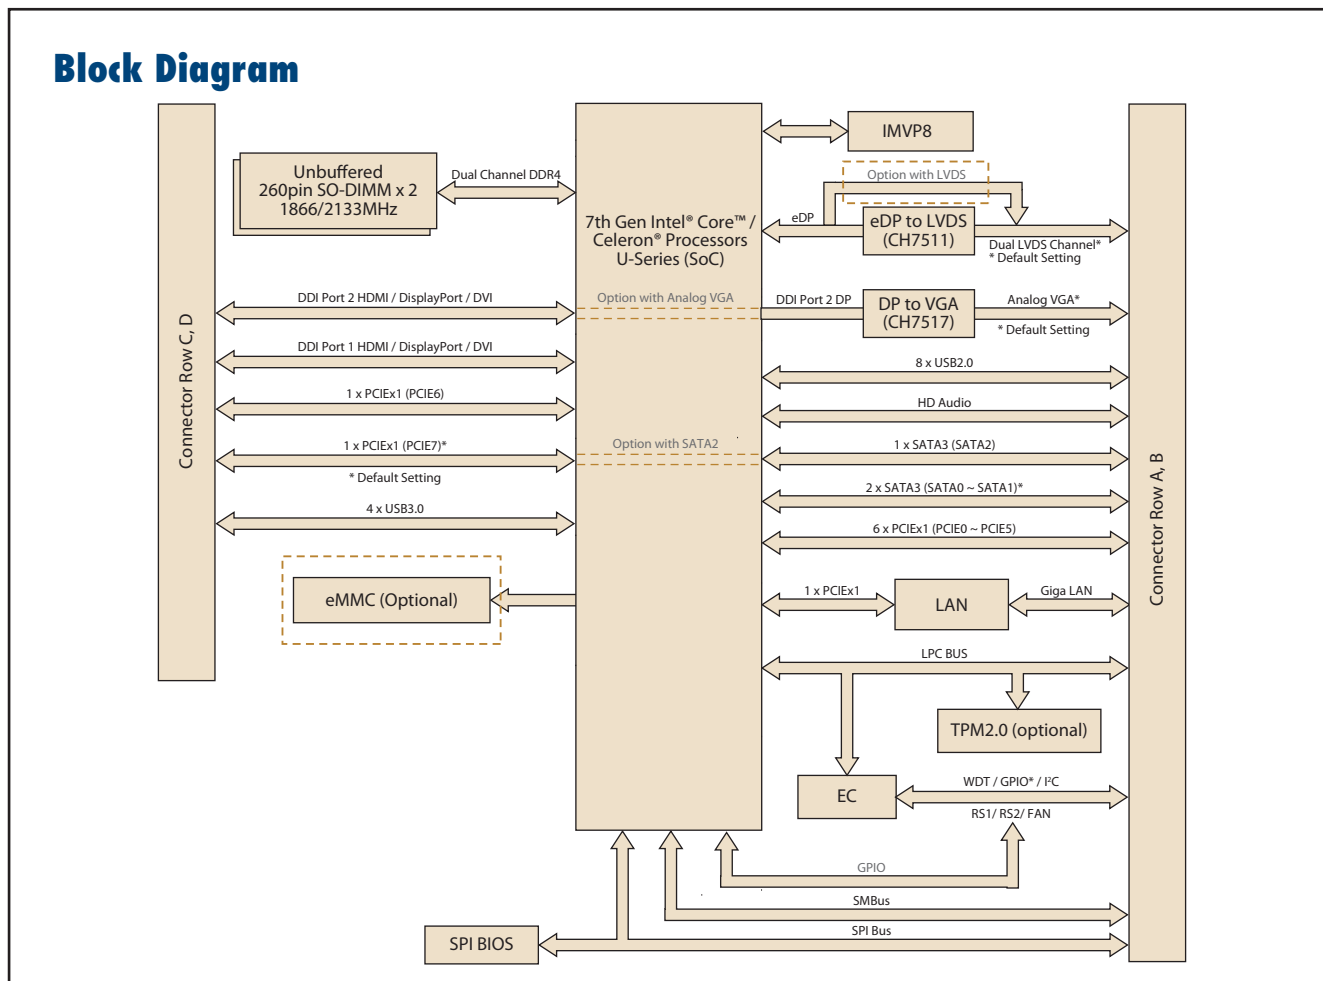 Block Diagram
Connector Row C, D
Unbuffered
260pin SO-DIMM x 2
1866/2133MHz
Dual Channel DDR4
DDI Port 2 HDMI / DisplayPort / DVI
DDI Port 1 HDMI / DisplayPort / DVI
1 x PCIEx1 (PCIE6)
1 x PCIEx1 (PCIE7)*
* Default Setting
4 x USB3.0
eMMC (Optional)
7th Gen Intel® Core™ /
Celeron® Processors
U-Series (SoC)
Option with Analog VGA
Option with SATA2
IMVP8
Option with LVDS
eDP
eDP to LVDS
(CH7511)
Dual LVDS Channel*
* Default Setting
DDI Port 2 DP
DP to VGA
(CH7517)
Analog VGA*
* Default Setting
8 x USB2.0
HD Audio
1 x SATA3 (SATA2)
2 x SATA3 (SATA0 ~ SATA1)*
6 x PCIEx1 (PCIE0 ~ PCIE5)
1 x PCIEx1
LAN
Giga LAN
LPC BUS
TPM2.0 (optional)
EC
WDT / GPIO* / I²C
RS1/ RS2/ FAN
GPIO
SMBus
SPI Bus
SPI BIOS
Connector Row A, B